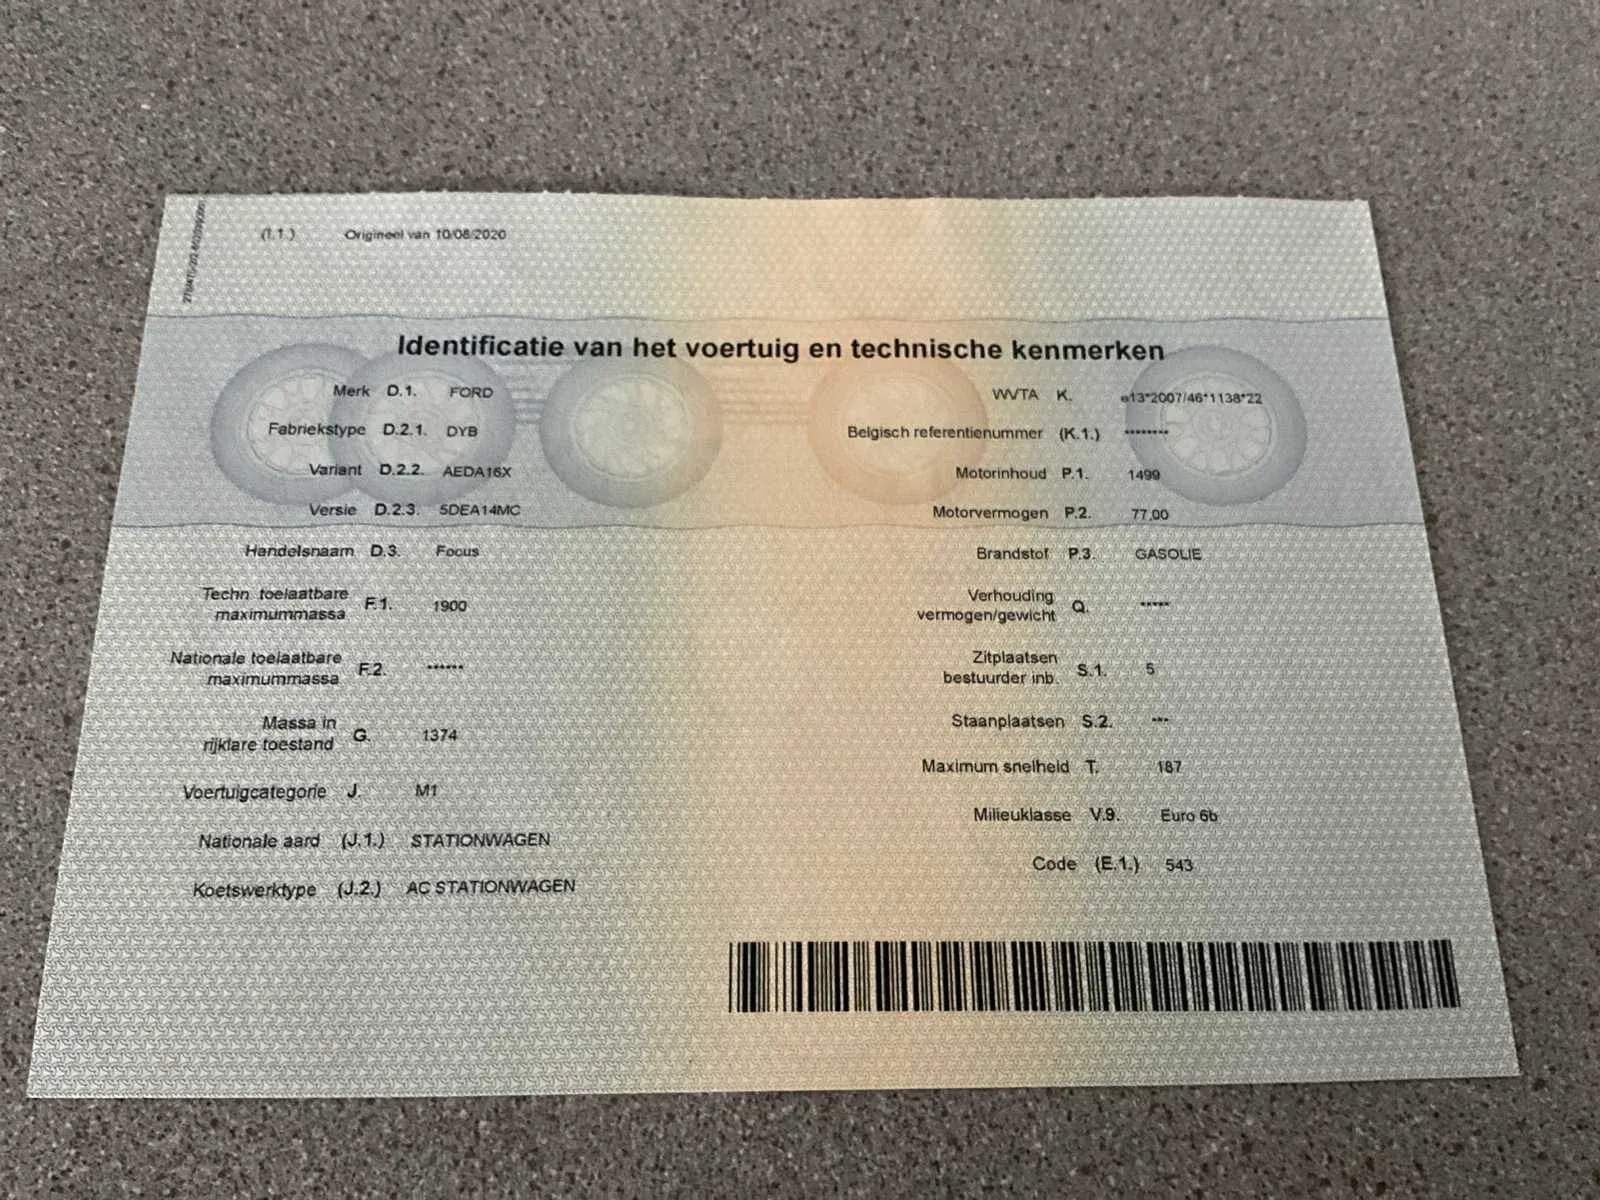 (I.1.) Origineel van 10/08/2020
Identificatie van het voertuig en technische kenmerken
Merk D.1. FORD
Fabriekstype D.2.1. DYB
Variant D.2.2. AEDA16X
Versie D.2.3. 5DEA14MC
Handelsnaam D.3. Focus
Techn toelaatbare
maximummassa F.1. 1900
Nationale toelaatbare
maximummassa F.2. ******
Massa in
rijklare toestand G. 1374
Voertuigcategorie J. M1
Nationale aard (J.1.) STATIONWAGEN
Koetswerktype (J.2.) AC STATIONWAGEN
WVTA K. e13*2007/46*1138*22
Belgisch referentienummer (K.1.) ********
Motorinhoud P.1. 1499
Motorvermogen P.2. 77,00
Brandstof P.3. GASOLIE
Verhouding
vermogen/gewicht Q. *****
Zitplaatsen
bestuurder inb. S.1. 5
Staanplaatsen S.2. ***
Maximum snelheid T. 187
Milieuklasse V.9. Euro 6b
Code (E.1.) 543